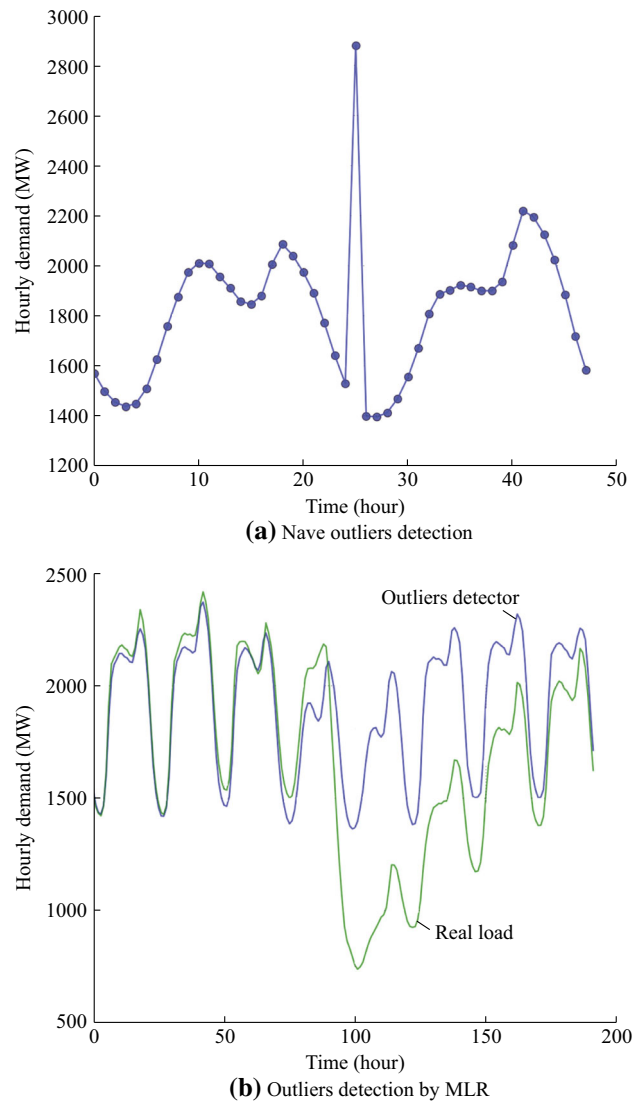 3000
2800
2600
2400
2200
2000
1800
1600
1400
1200
Hourly demand (MW)
0 10 20 30 40 50
Time (hour)
(a) Nave outliers detection
2500
2000
1500
1000
500
Hourly demand (MW)
Outliers detector
Real load
0 50 100 150 200
Time (hour)
(b) Outliers detection by MLR